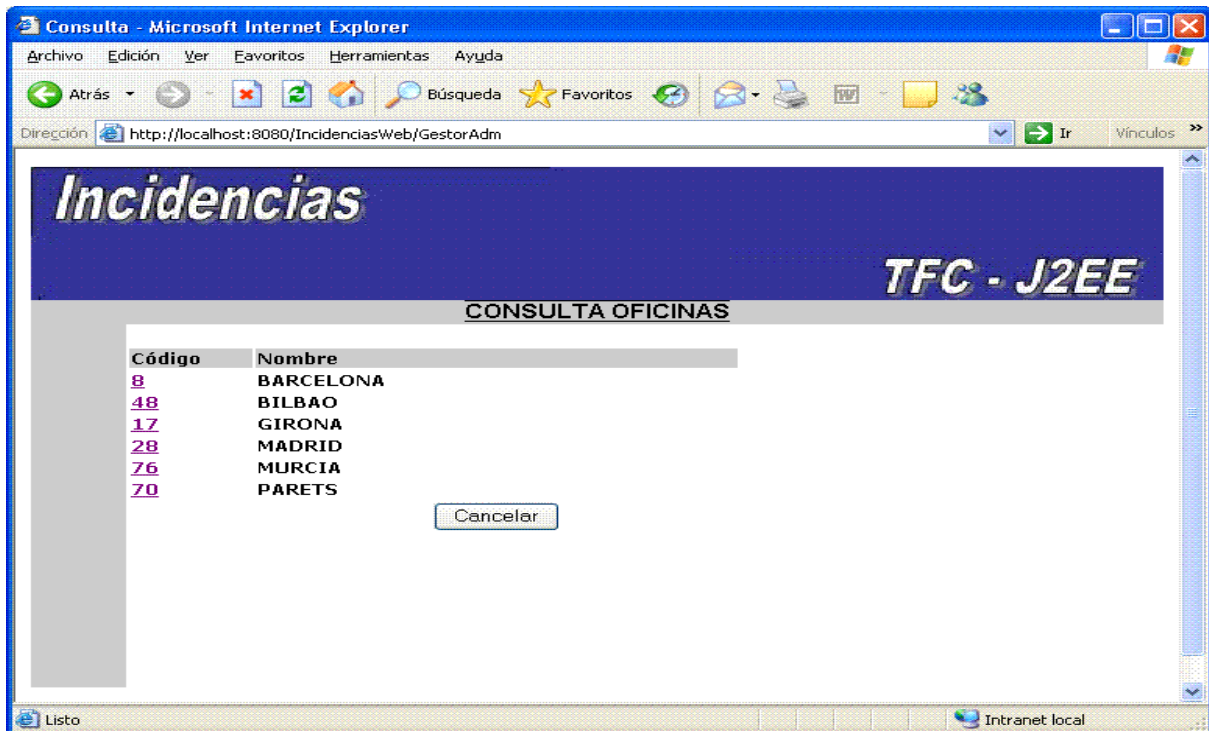 Consulta - Microsoft Internet Explorer
Archivo Edición Ver Favoritos Herramientas Ayuda
Atrás Búsqueda Favoritos
Dirección http://localhost:8080/IncidenciasWeb/GestorAdm Ir Vínculos »
Incidencias
TFC - J2EE
CONSULTA OFICINAS
Código Nombre
8 BARCELONA
48 BILBAO
17 GIRONA
28 MADRID
76 MURCIA
70 PARETS
Cancelar
Listo Intranet local